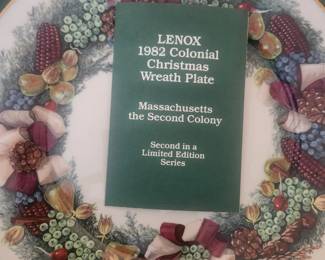 LENOX
1982 Colonial
Christmas
Wreath Plate
Massachusetts
the Second Colony
Second in a
Limited Edition
Series